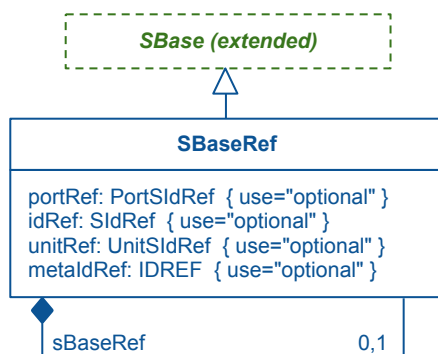 SBase (extended)
SBaseRef
portRef: PortSIdRef { use="optional" }
idRef: SIdRef { use="optional" }
unitRef: UnitSIdRef { use="optional" }
metaIdRef: IDREF { use="optional" }
sBaseRef 0,1